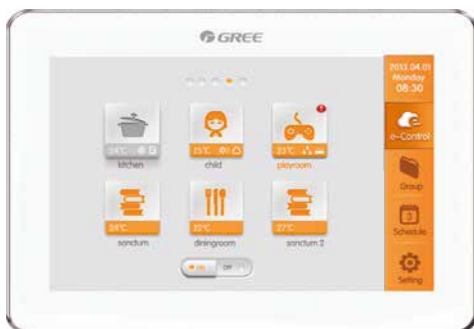 GREE
2013.04.01
Monday
08:30
e-Control
Group
3
Schedule
Setting
24℃
kitchen
25℃
child
23℃
playroom
24℃
sanctum
22℃
diningroom
27℃
sanctum 2
on
Off